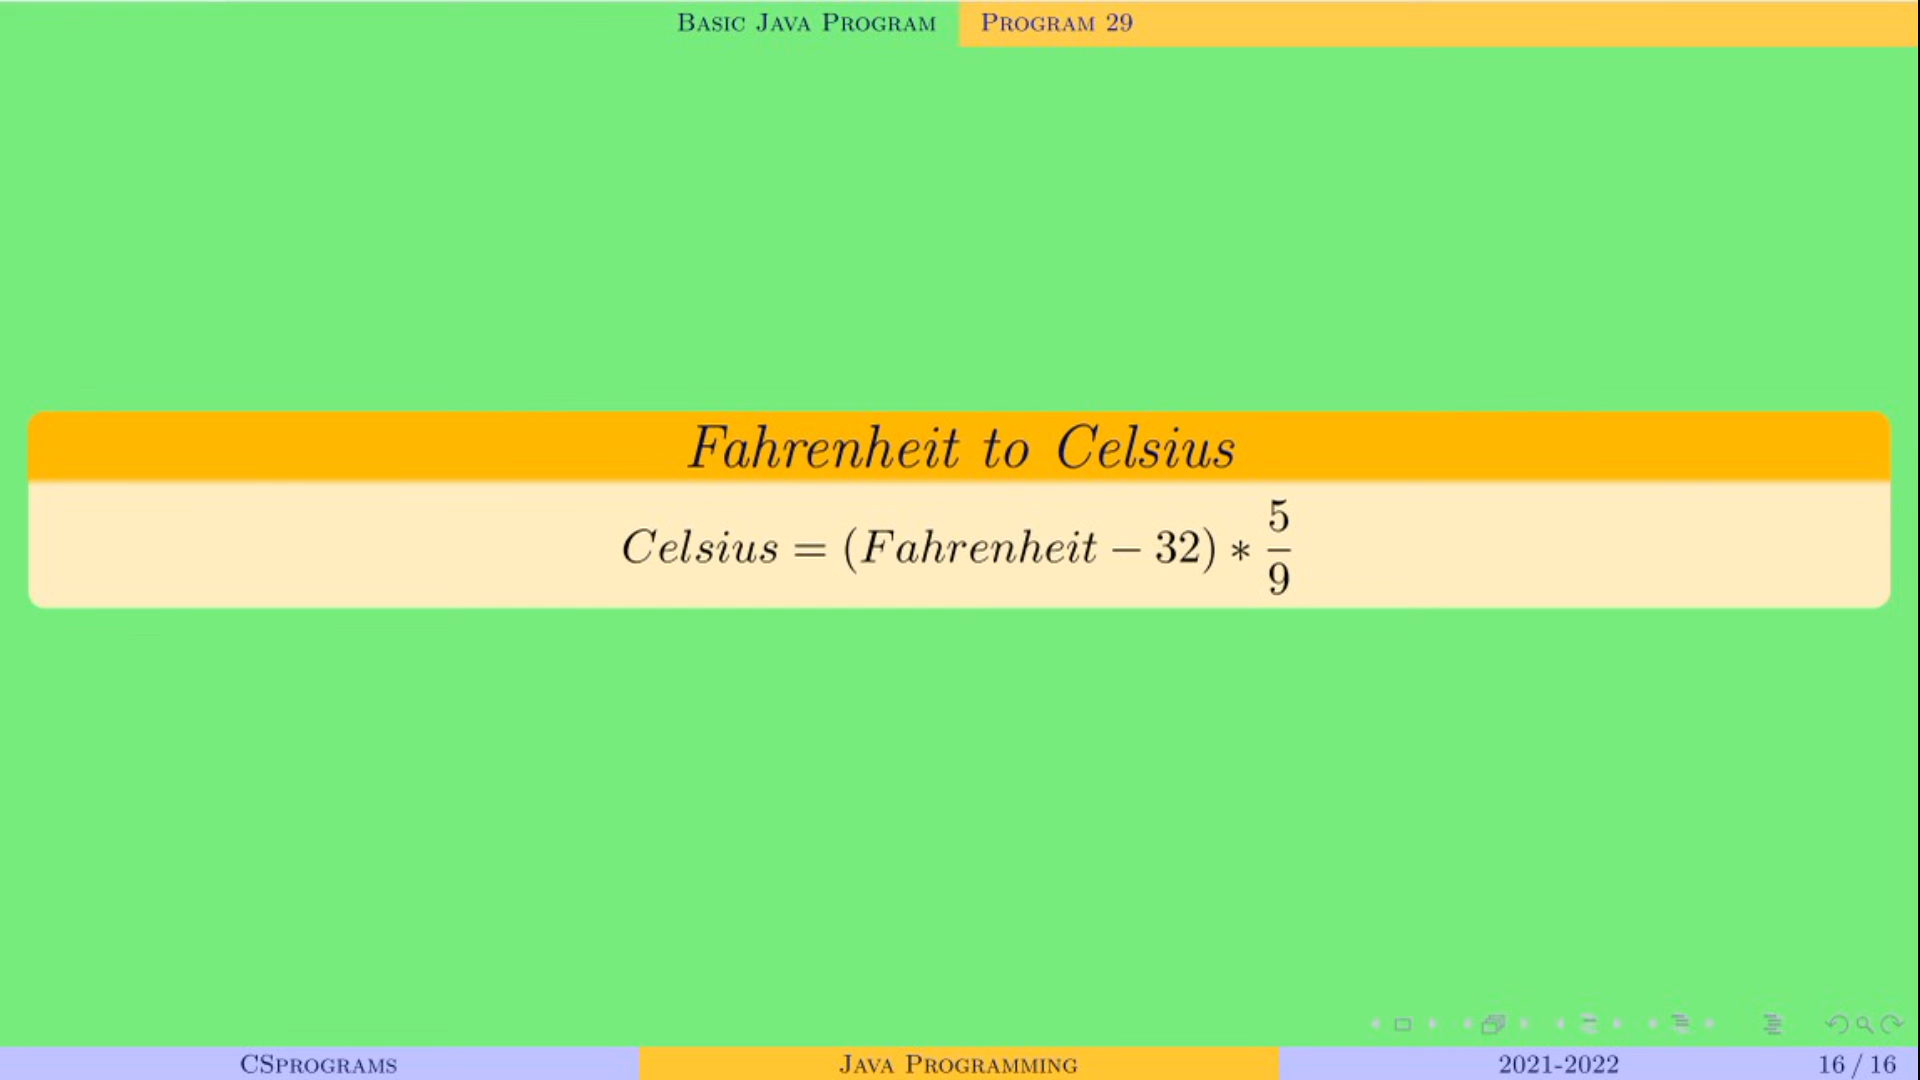 Basic Java Program Program 29
Fahrenheit to Celsius
Celsius = (Fahrenheit − 32) ∗ 5/9
CSprograms Java Programming 2021-2022 16 / 16